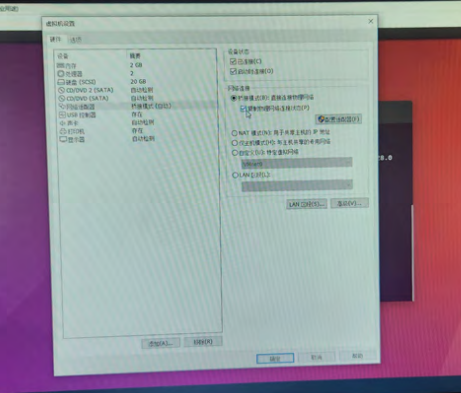 虚拟机设置
硬件 选项
设备 摘要
内存 2 GB
处理器 2
硬盘 (SCSI) 20 GB
CD/DVD 2 (SATA) 自动检测
CD/DVD (SATA) 自动检测
网络适配器 桥接模式 (自动)
USB 控制器 存在
声卡 自动检测
打印机 存在
显示器 自动检测
添加(A)... 移除(R)
设备状态
已连接(C)
启动时连接(O)
网络连接
桥接模式(B): 直接连接物理网络
复制物理网络连接状态(P)
配置适配器(F)
NAT 模式(N): 用于共享主机的 IP 地址
仅主机模式(H): 与主机共享的专用网络
自定义(U): 特定虚拟网络
LAN 区段(L):
LAN 区段(S)... 高级(V)...
确定 取消 帮助